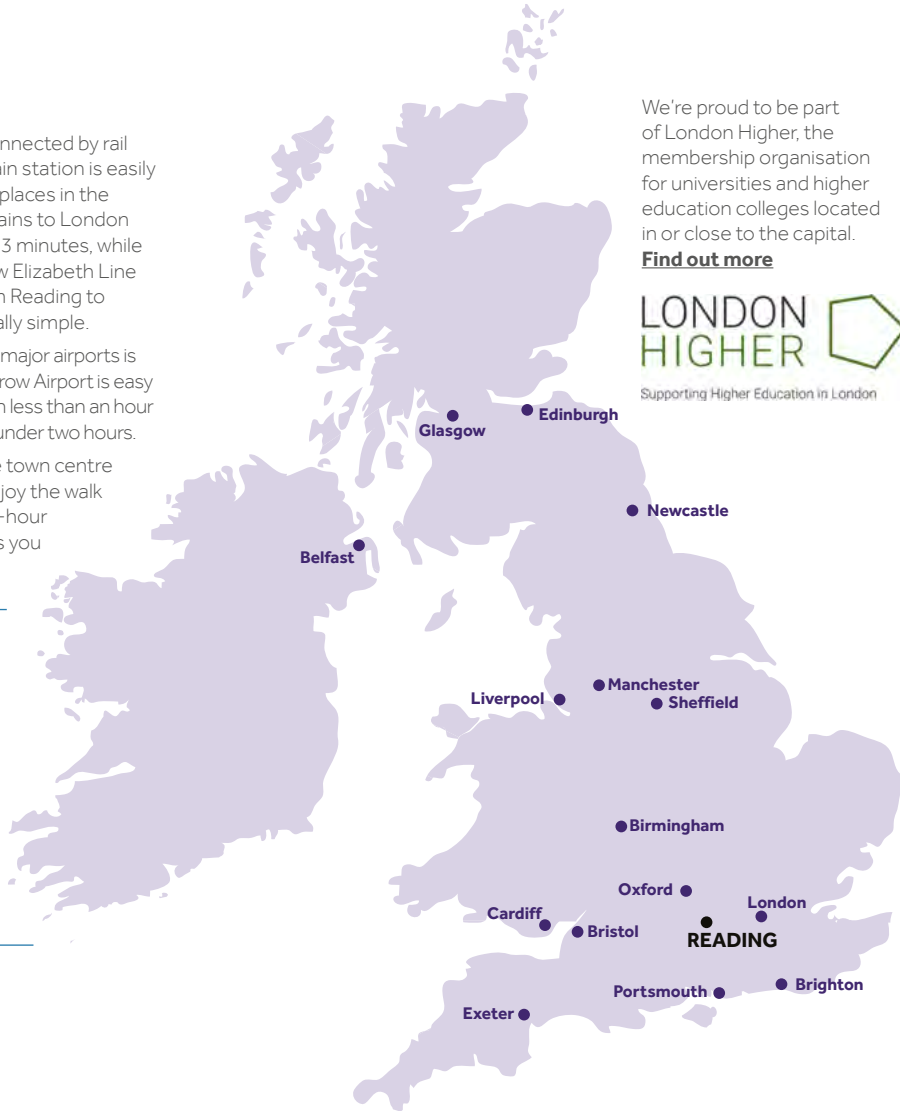 nnected by rail
in station is easily
places in the
ains to London
3 minutes, while
w Elizabeth Line
n Reading to
ally simple.
major airports is
row Airport is easy
n less than an hour
under two hours.
e town centre
joy the walk
-hour
s you
We're proud to be part
of London Higher, the
membership organisation
for universities and higher
education colleges located
in or close to the capital.
Find out more
LONDON
HIGHER
Supporting Higher Education in London
Glasgow
Edinburgh
Newcastle
Belfast
Liverpool
Manchester
Sheffield
Birmingham
Oxford
London
Cardiff
Bristol
READING
Portsmouth
Brighton
Exeter